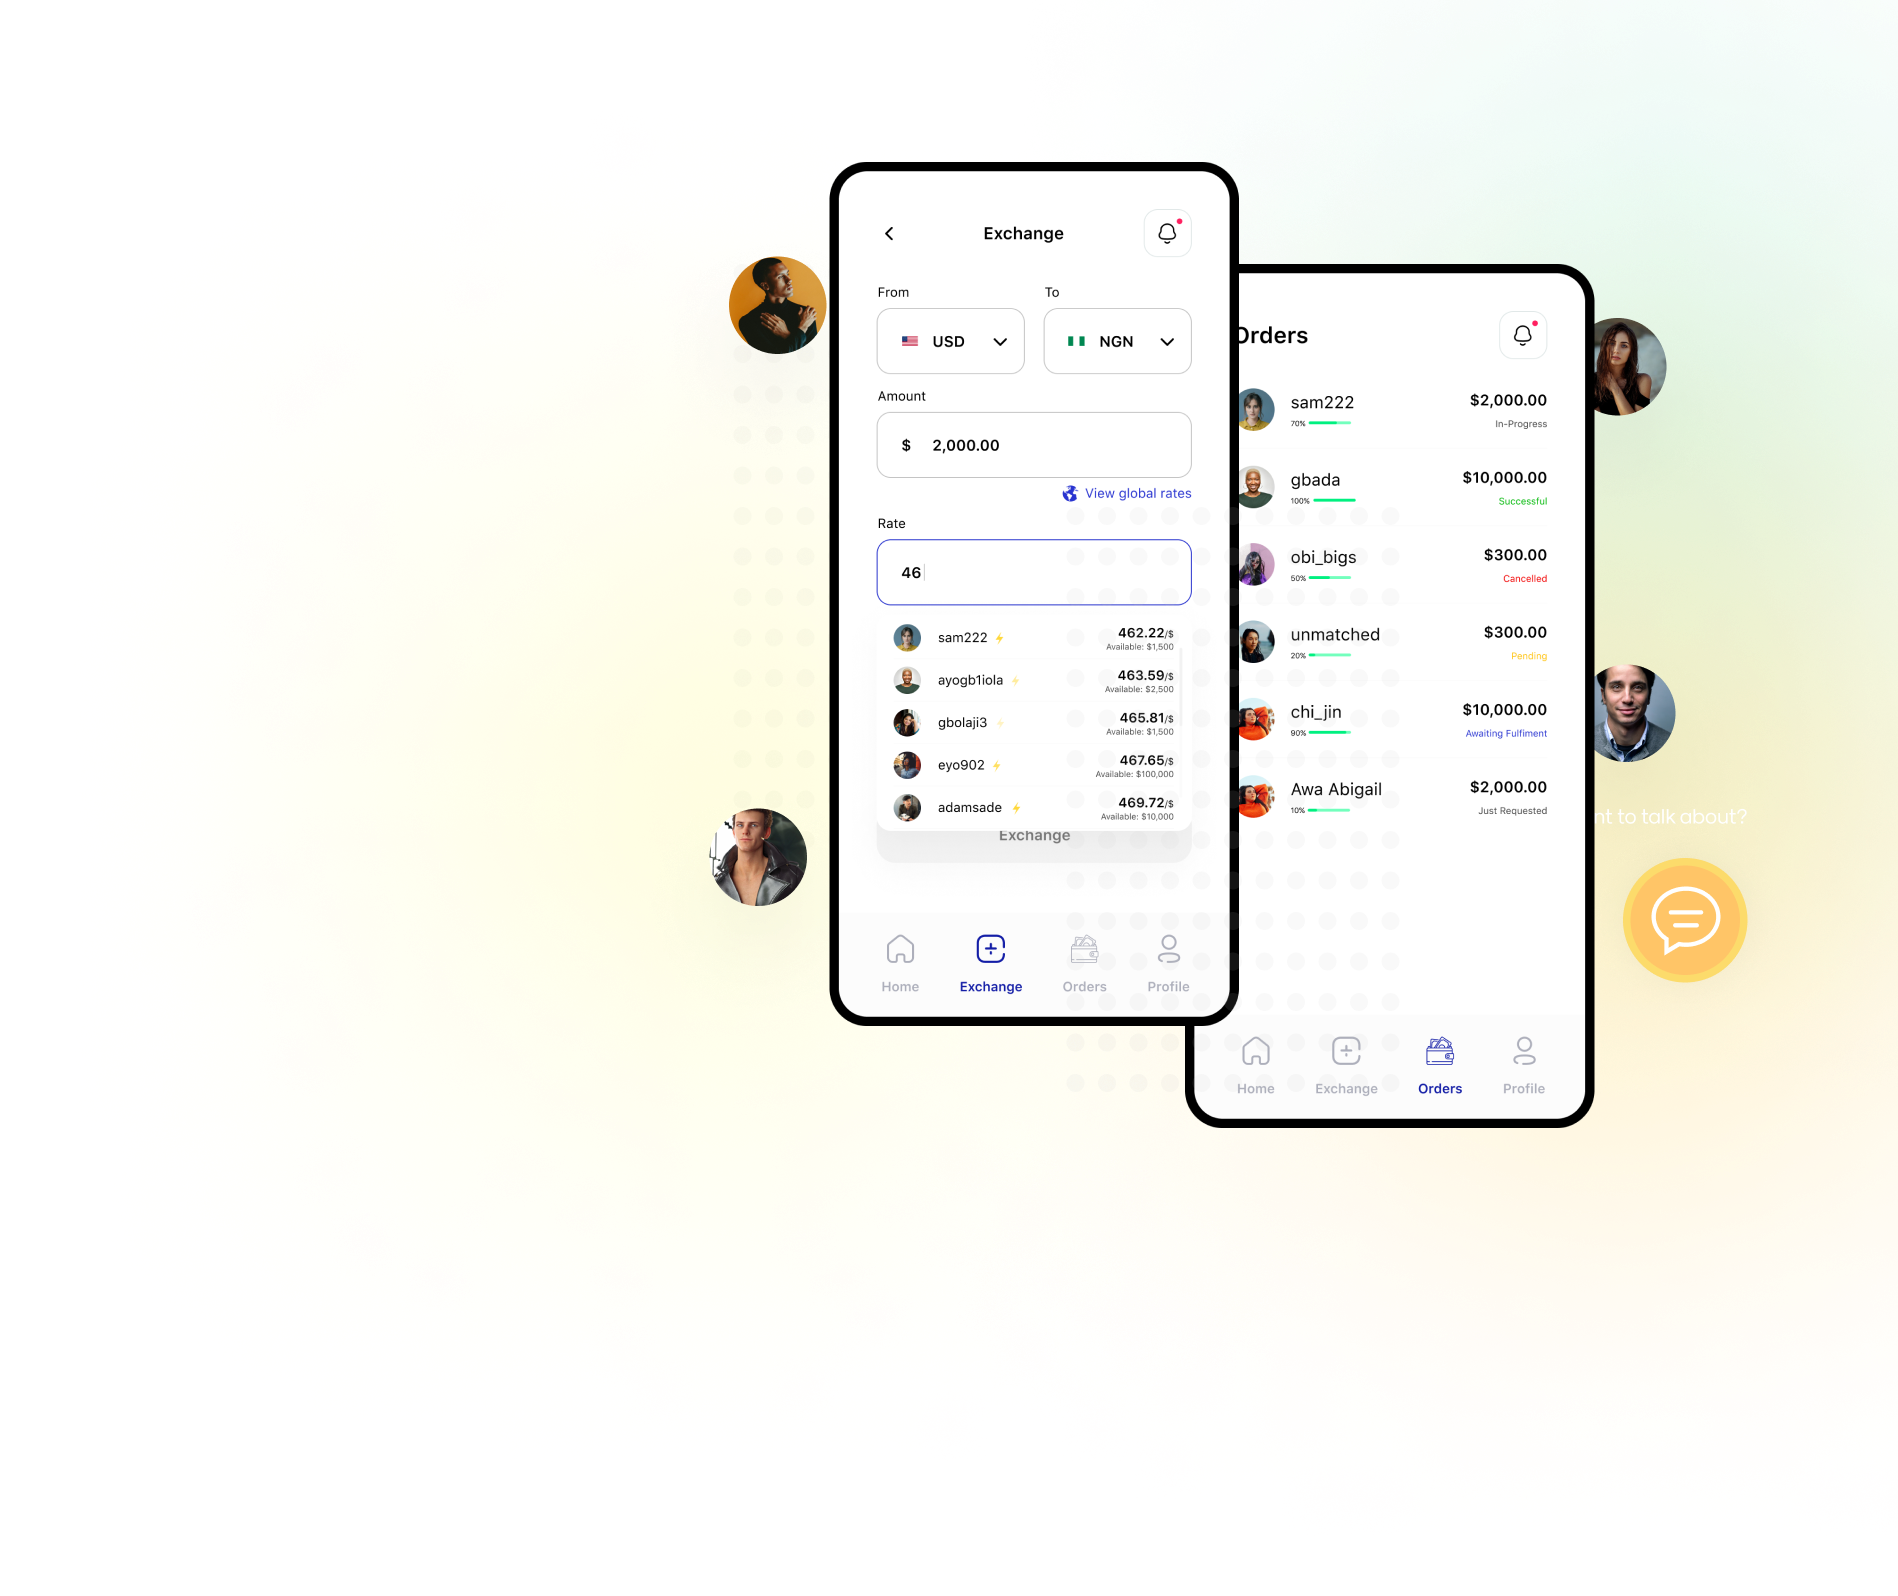 Exchange
From
To
USD
NGN
Amount
$ 2,000.00
View global rates
Rate
46
sam222
462.22/$
Available: $1,500
ayogb1iola
463.59/$
Available: $2,500
gbolaji3
465.81/$
Available: $1,500
eyo902
467.65/$
Available: $100,000
adamsade
469.72/$
Available: $10,000
Exchange
Home
Exchange
Orders
Profile
Orders
sam222
$2,000.00
70%
In-Progress
gbada
$10,000.00
100%
Successful
obi_bigs
$300.00
50%
Cancelled
unmatched
$300.00
20%
Pending
chi_jin
$10,000.00
90%
Awaiting Fulfiment
Awa Abigail
$2,000.00
10%
Just Requested
Home
Exchange
Orders
Profile
to talk about?